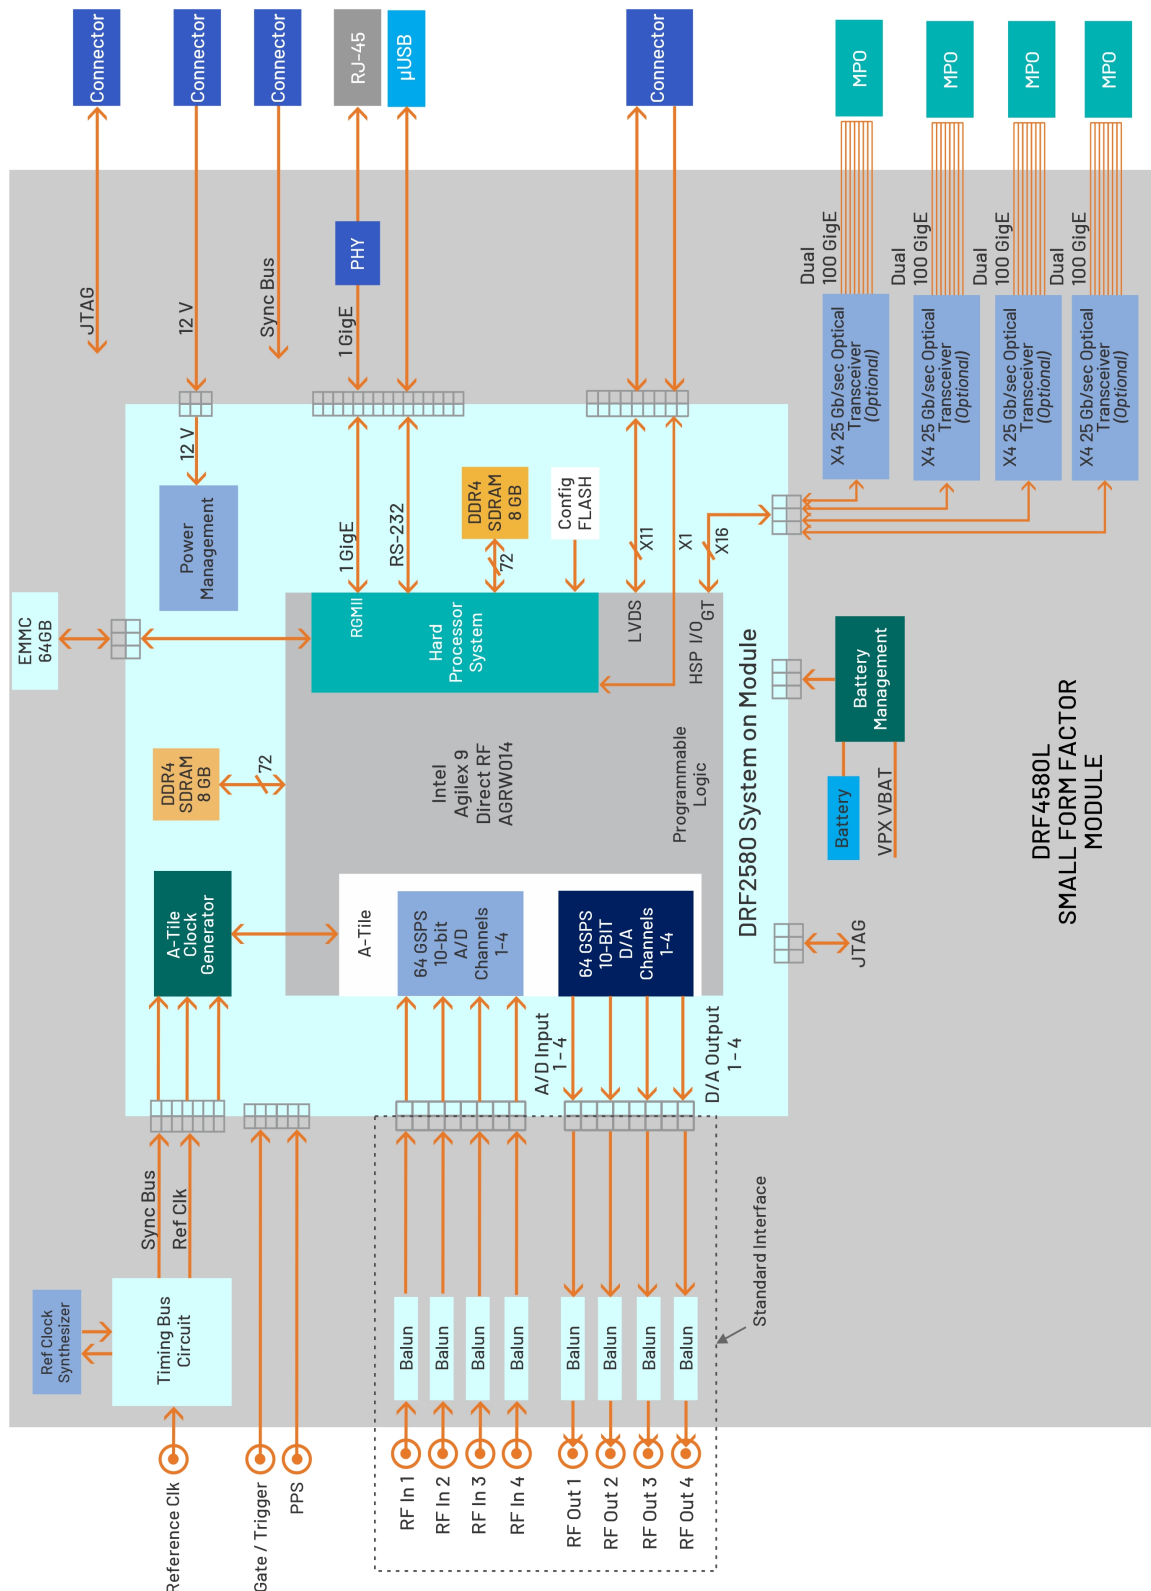 Connector
Connector
Connector
RJ-45
µUSB
Connector
MPO
MPO
MPO
MPO
JTAG
12 V
Sync Bus
PHY
1 GigE
Dual
100 GigE
Dual
100 GigE
Dual
100 GigE
Dual
100 GigE
X4 25 Gb/sec Optical
Transceiver
(Optional)
X4 25 Gb/sec Optical
Transceiver
(Optional)
X4 25 Gb/sec Optical
Transceiver
(Optional)
X4 25 Gb/sec Optical
Transceiver
(Optional)
12 V
Power
Management
1 GigE
RS-232
DDR4
SDRAM
8 GB
72
Config
FLASH
X11
X1
X16
EMMC
64GB
RGMII
Hard
Processor
System
LVDS
HSP I/O
GT
DDR4
SDRAM
8 GB
72
Intel
Agilex 9
Direct RF
AGRW014
Programmable
Logic
DRF2580 System on Module
Battery
Management
Battery
VPX VBAT
DRF4580L
SMALL FORM FACTOR
MODULE
A-Tile
Clock
Generator
A-Tile
64 GSPS
10-bit
A/D
Channels
1-4
64 GSPS
10-BIT
D/A
Channels
1-4
JTAG
A/D Input
1 - 4
D/A Output
1 - 4
Sync Bus
Ref Clk
Ref Clock
Synthesizer
Timing Bus
Circuit
Balun
Balun
Balun
Balun
Balun
Balun
Balun
Balun
Standard Interface
Reference Clk
Gate / Trigger
PPS
RF In 1
RF In 2
RF In 3
RF In 4
RF Out 1
RF Out 2
RF Out 3
RF Out 4